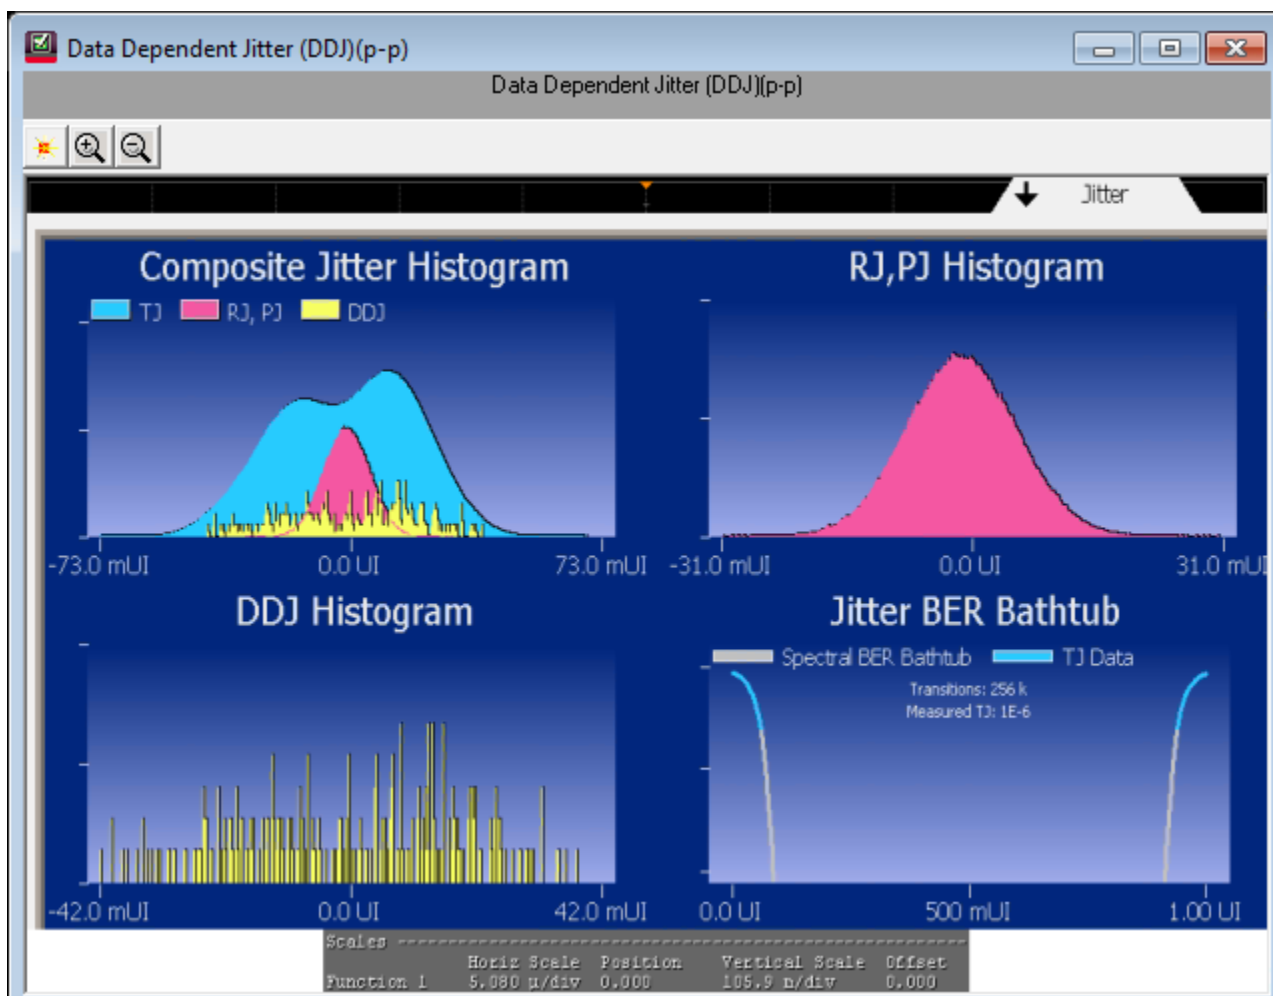 Data Dependent Jitter (DDJ)(p-p)
Data Dependent Jitter (DDJ)(p-p)
Jitter
Composite Jitter Histogram
TJ RJ, PJ DDJ
-73.0 mUI 0.0 UI 73.0 mUI
RJ,PJ Histogram
-31.0 mUI 0.0 UI 31.0 mUI
DDJ Histogram
-42.0 mUI 0.0 UI 42.0 mUI
Jitter BER Bathtub
Spectral BER Bathtub TJ Data
Transitions: 256 k
Measured TJ: 1E-6
0.0 UI 500 mUI 1.00 UI
Scales --------------------------------------------------
Horiz Scale Position Vertical Scale Offset
Function 1 5.080 µ/div 0.000 105.9 m/div 0.000